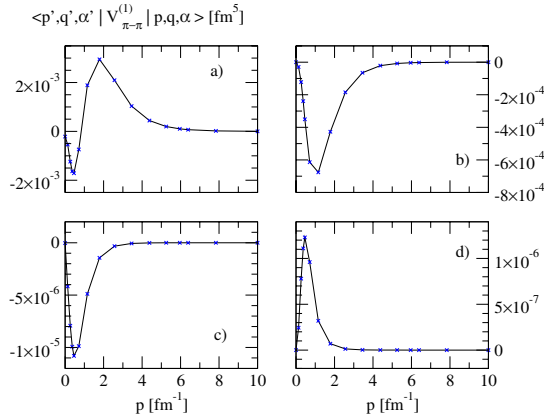 <p',q',α' | V^{(1)}_{π−π} | p,q,α > [fm^5]
2×10^{-3}
0
-2×10^{-3}
a)
0
-2×10^{-4}
-4×10^{-4}
-6×10^{-4}
-8×10^{-4}
b)
0
-5×10^{-6}
-1×10^{-5}
c)
0 2 4 6 8 10
p [fm^{-1}]
d)
1×10^{-6}
5×10^{-7}
0
0 2 4 6 8 10
p [fm^{-1}]